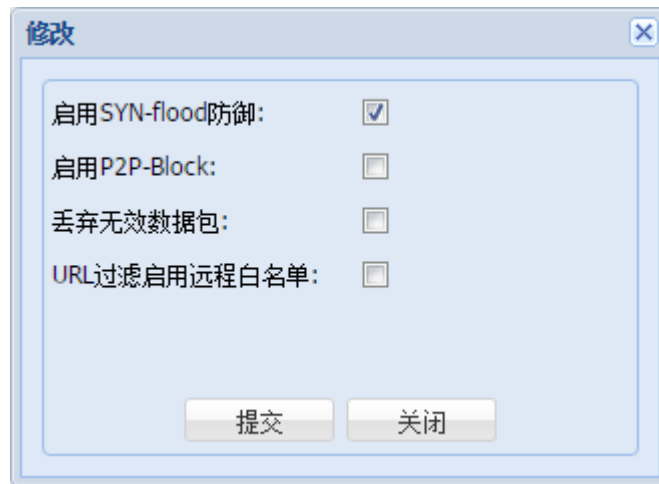 修改
启用SYN-flood防御:
启用P2P-Block:
丢弃无效数据包:
URL过滤启用远程白名单:
提交 关闭